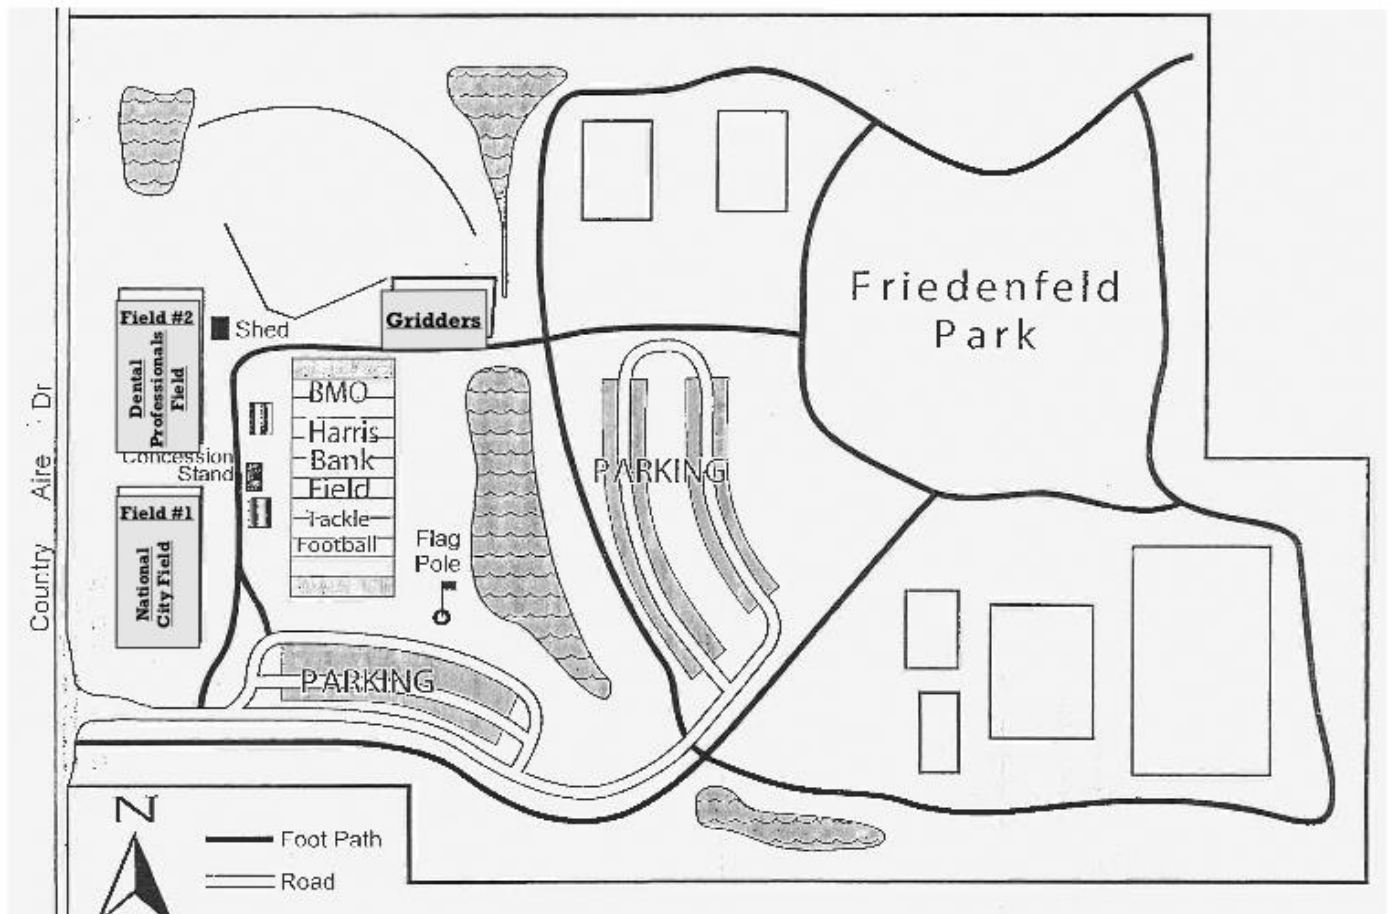 Friedenfeld
Park
Gridders
Field #2
Dental
Professionals
Field
Shed
BMO
Harris
Bank
Field
Tackle
Football
Concession
Stand
Field #1
National
City Field
Flag
Pole
PARKING
PARKING
Country Aire Dr
N
Foot Path
Road